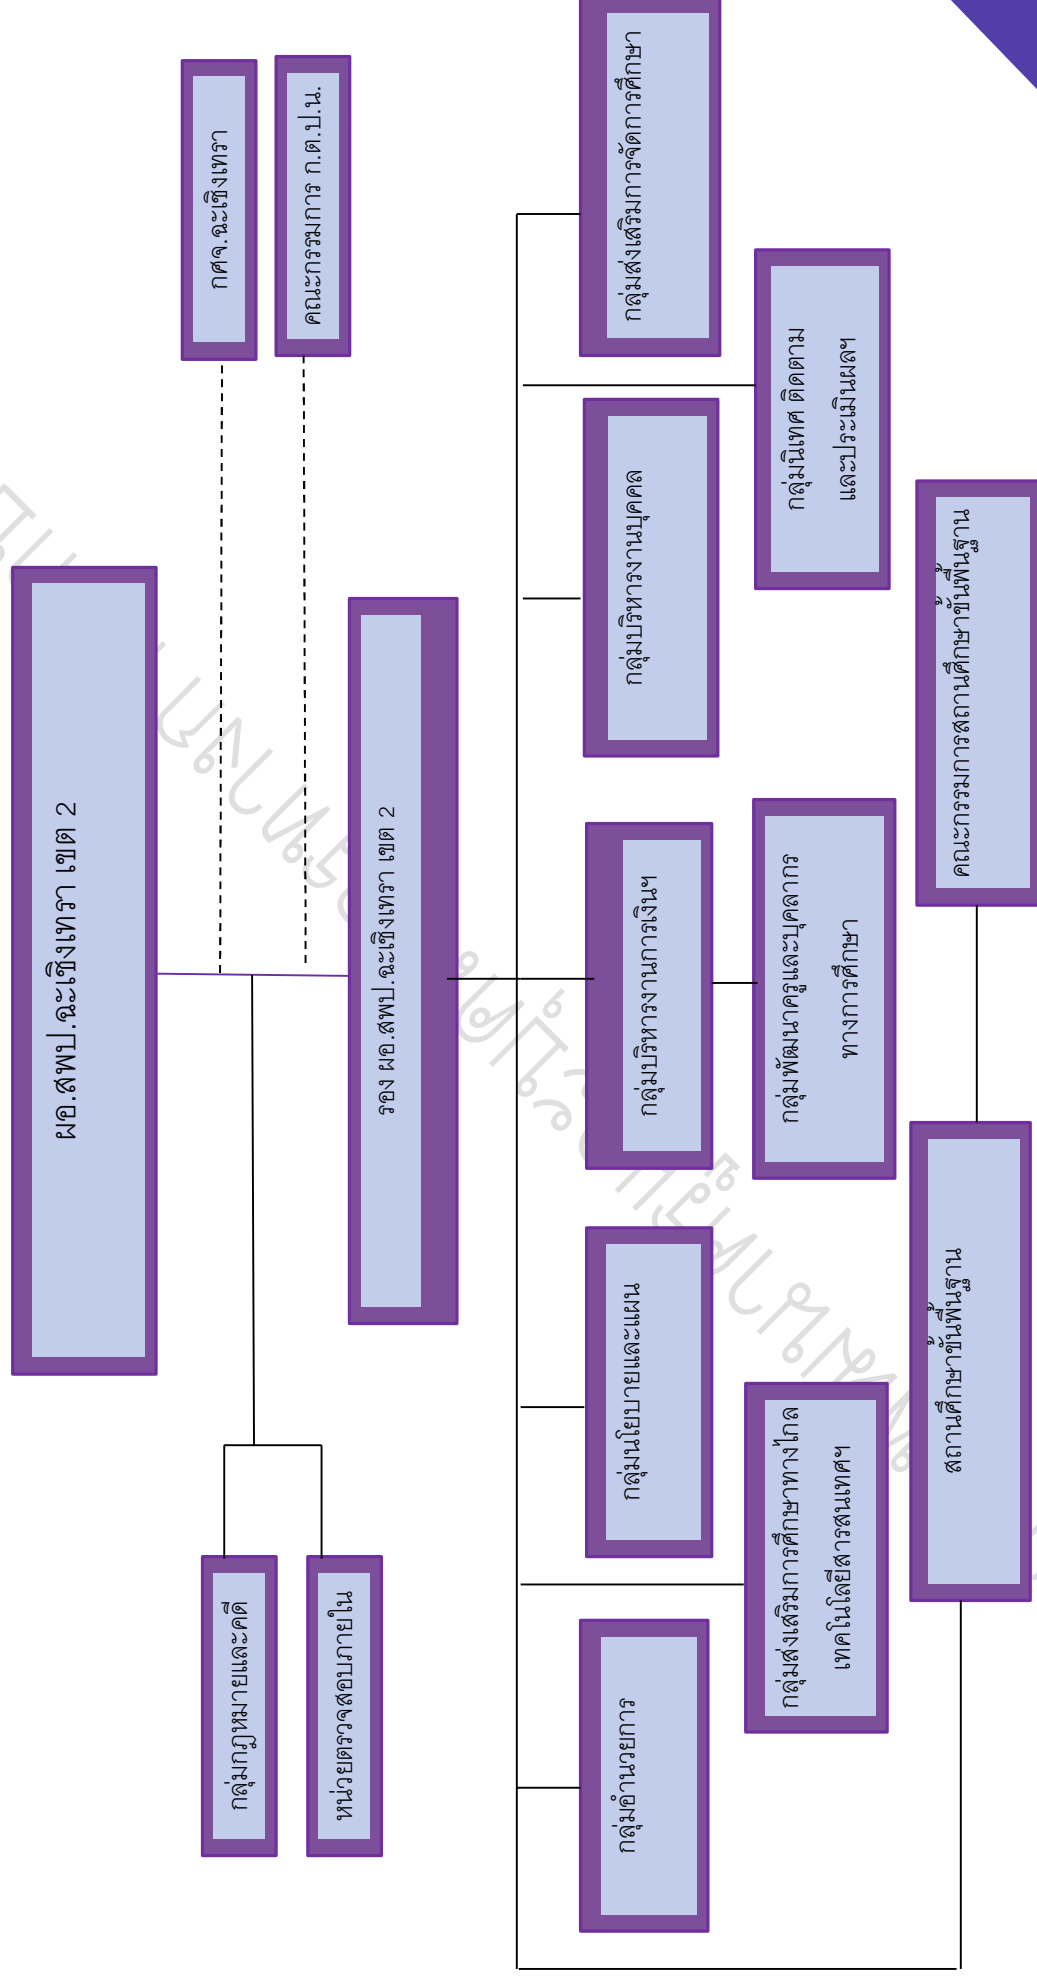 ผอ.สพป.ฉะเชิงเทรา เขต 2
กศจ.ฉะเชิงเทรา
คณะกรรมการ ก.ต.ป.น.
กลุ่มกฎหมายและคดี
หน่วยตรวจสอบภายใน
รอง ผอ.สพป.ฉะเชิงเทรา เขต 2
กลุ่มอำนวยการ
กลุ่มนโยบายและแผน
กลุ่มบริหารงานการเงินฯ
กลุ่มบริหารงานบุคคล
กลุ่มส่งเสริมการจัดการศึกษา
กลุ่มส่งเสริมการศึกษาทางไกล
เทคโนโลยีสารสนเทศฯ
กลุ่มพัฒนาครูและบุคลากร
ทางการศึกษา
กลุ่มนิเทศ ติดตาม
และประเมินผลฯ
สถานศึกษาขั้นพื้นฐาน
คณะกรรมการสถานศึกษาขั้นพื้นฐาน